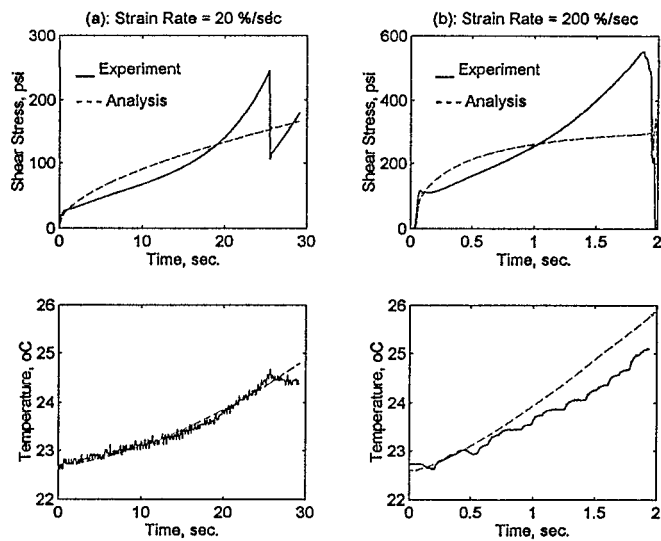 (a): Strain Rate = 20 %/sec
300
200
100
0
Shear Stress, psi
Experiment
Analysis
0 10 20 30
Time, sec.
(b): Strain Rate = 200 %/sec
600
400
200
0
Shear Stress, psi
Experiment
Analysis
0 0.5 1 1.5 2
Time, sec.
26
25
24
23
22
Temperature, oC
0 10 20 30
Time, sec.
26
25
24
23
22
Temperature, oC
0 0.5 1 1.5 2
Time, sec.